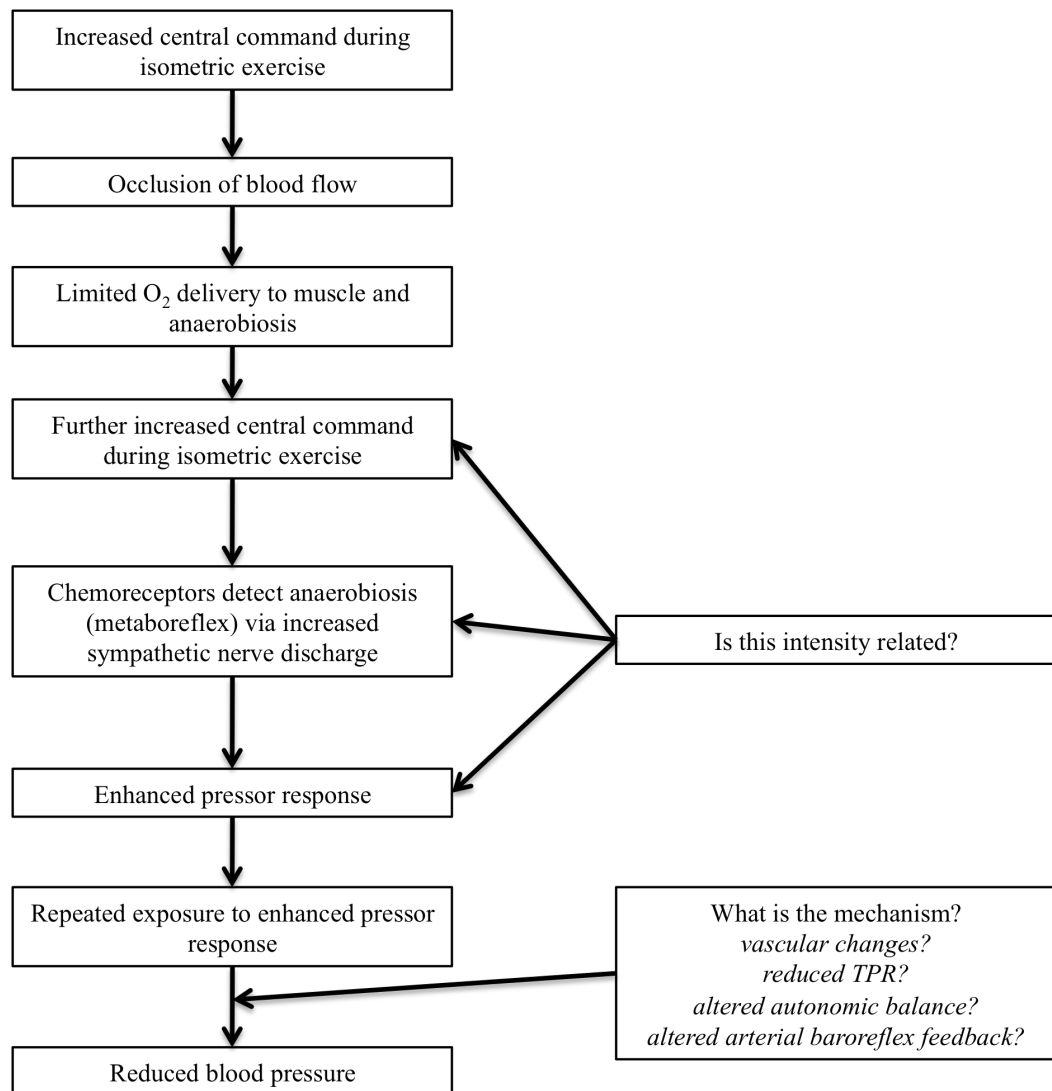 Increased central command during
isometric exercise
Occlusion of blood flow
Limited O₂ delivery to muscle and
anaerobiosis
Further increased central command
during isometric exercise
Chemoreceptors detect anaerobiosis
(metaboreflex) via increased
sympathetic nerve discharge
Is this intensity related?
Enhanced pressor response
Repeated exposure to enhanced pressor
response
What is the mechanism?
vascular changes?
reduced TPR?
altered autonomic balance?
altered arterial baroreflex feedback?
Reduced blood pressure